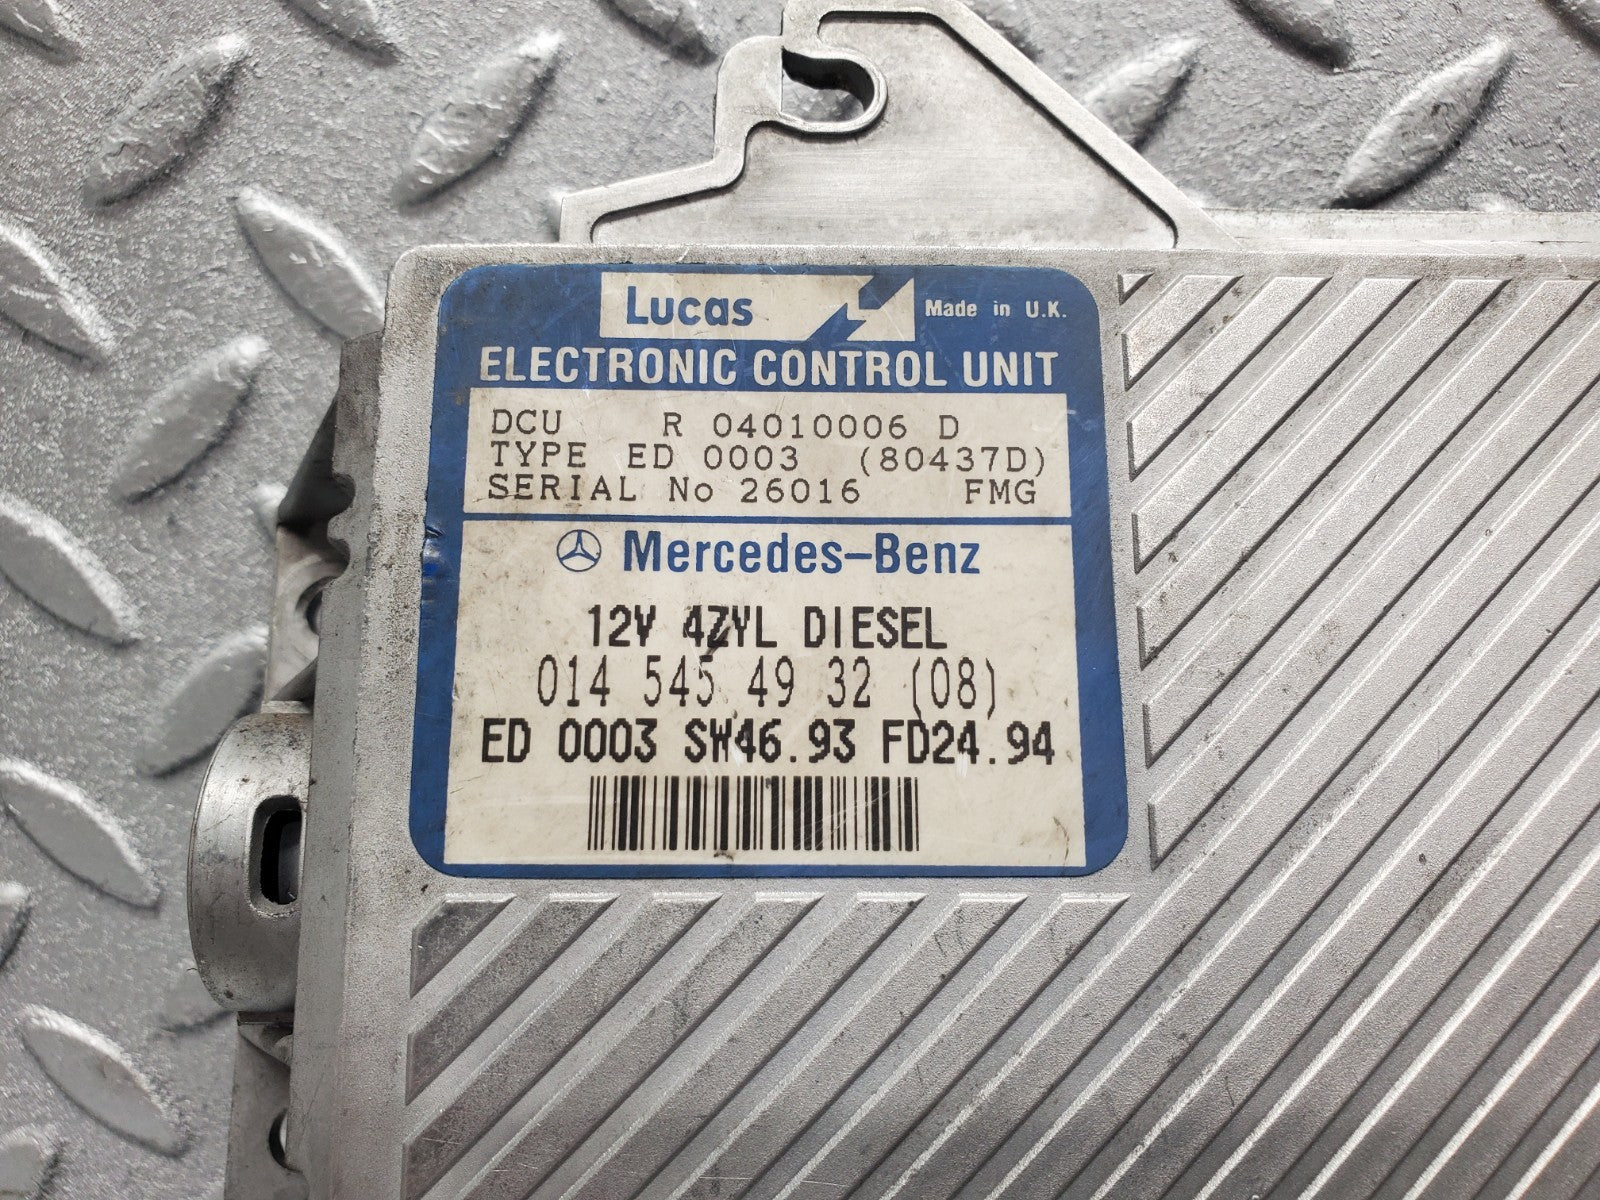 Lucas Made in U.K.
ELECTRONIC CONTROL UNIT
DCU R 04010006 D
TYPE ED 0003 (80437D)
SERIAL No 26016 FMG
Mercedes-Benz
12V 4ZYL DIESEL
014 545 49 32 (08)
ED 0003 SW46.93 FD24.94